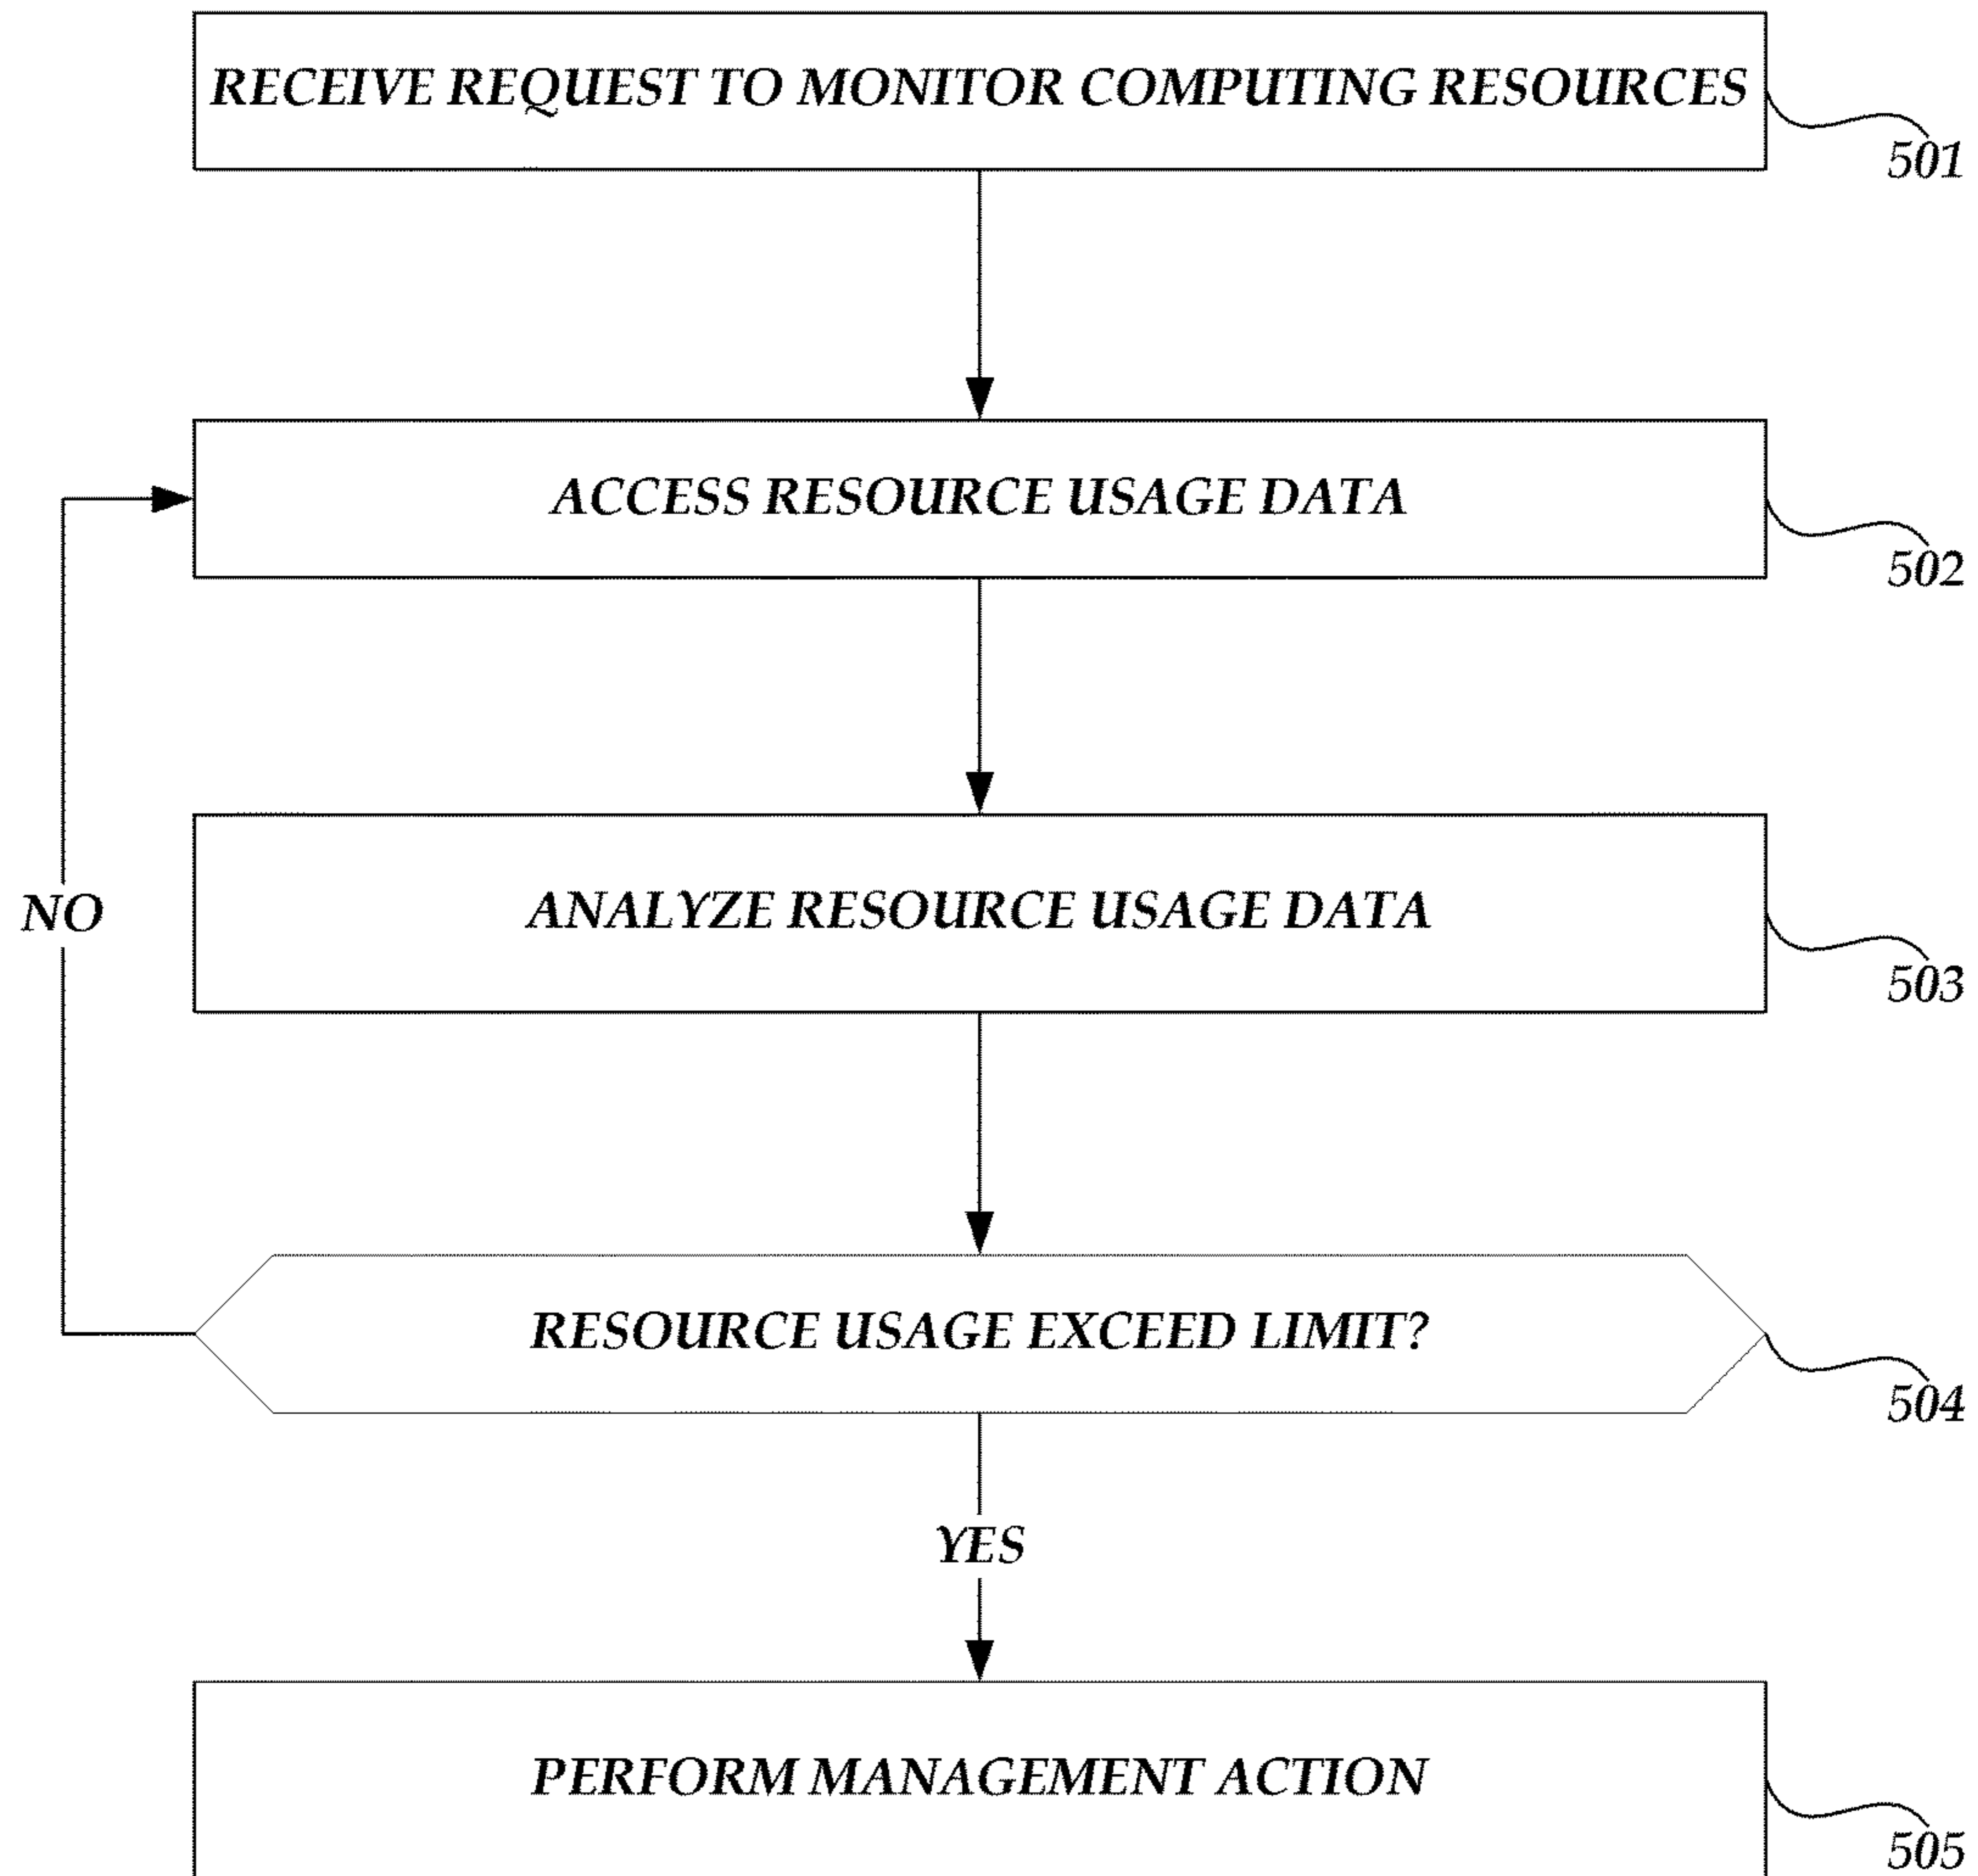 RECEIVE REQUEST TO MONITOR COMPUTING RESOURCES
501
ACCESS RESOURCE USAGE DATA
502
ANALYZE RESOURCE USAGE DATA
NO
503
RESOURCE USAGE EXCEED LIMIT?
504
YES
PERFORM MANAGEMENT ACTION
505